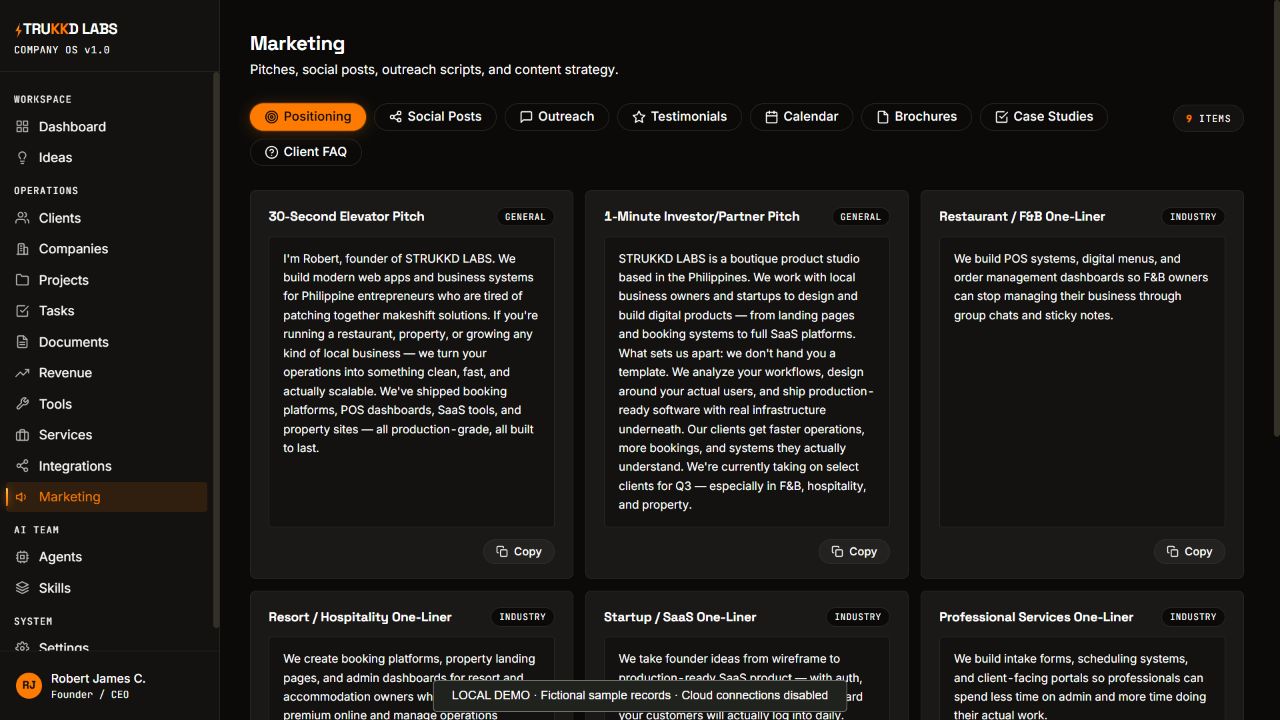 TRUKKD LABS
COMPANY OS v1.0
WORKSPACE
Dashboard
Ideas
OPERATIONS
Clients
Companies
Projects
Tasks
Documents
Revenue
Tools
Services
Integrations
Marketing
AI TEAM
Agents
Skills
SYSTEM
Settings
RJ
Robert James C.
Founder / CEO
Marketing
Pitches, social posts, outreach scripts, and content strategy.
Positioning
Social Posts
Outreach
Testimonials
Calendar
Brochures
Case Studies
Client FAQ
9 ITEMS
30-Second Elevator Pitch
GENERAL
I'm Robert, founder of STRUKKD LABS. We
build modern web apps and business systems
for Philippine entrepreneurs who are tired of
patching together makeshift solutions. If you're
running a restaurant, property, or growing any
kind of local business — we turn your
operations into something clean, fast, and
actually scalable. We've shipped booking
platforms, POS dashboards, SaaS tools, and
property sites — all production-grade, all built
to last.
Copy
1-Minute Investor/Partner Pitch
GENERAL
STRUKKD LABS is a boutique product studio
based in the Philippines. We work with local
business owners and startups to design and
build digital products — from landing pages
and booking systems to full SaaS platforms.
What sets us apart: we don't hand you a
template. We analyze your workflows, design
around your actual users, and ship production-
ready software with real infrastructure
underneath. Our clients get faster operations,
more bookings, and systems they actually
understand. We're currently taking on select
clients for Q3 — especially in F&B, hospitality,
and property.
Copy
Restaurant / F&B One-Liner
INDUSTRY
We build POS systems, digital menus, and
order management dashboards so F&B owners
can stop managing their business through
group chats and sticky notes.
Copy
Resort / Hospitality One-Liner
INDUSTRY
We create booking platforms, property landing
pages, and admin dashboards for resort and
accommodation owners wh
premium online and manage operations
Startup / SaaS One-Liner
INDUSTRY
We take founder ideas from wireframe to
production-ready SaaS product — with auth,
ard
your customers will actually log into daily.
Professional Services One-Liner
INDUSTRY
We build intake forms, scheduling systems,
and client-facing portals so professionals can
spend less time on admin and more time doing
their actual work.
LOCAL DEMO · Fictional sample records · Cloud connections disabled